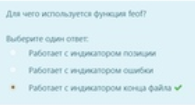 Для чего используется функция feof?
Выберите один ответ:
Работает с индикатором позиции
Работает с индикатором ошибки
Работает с индикатором конца файла